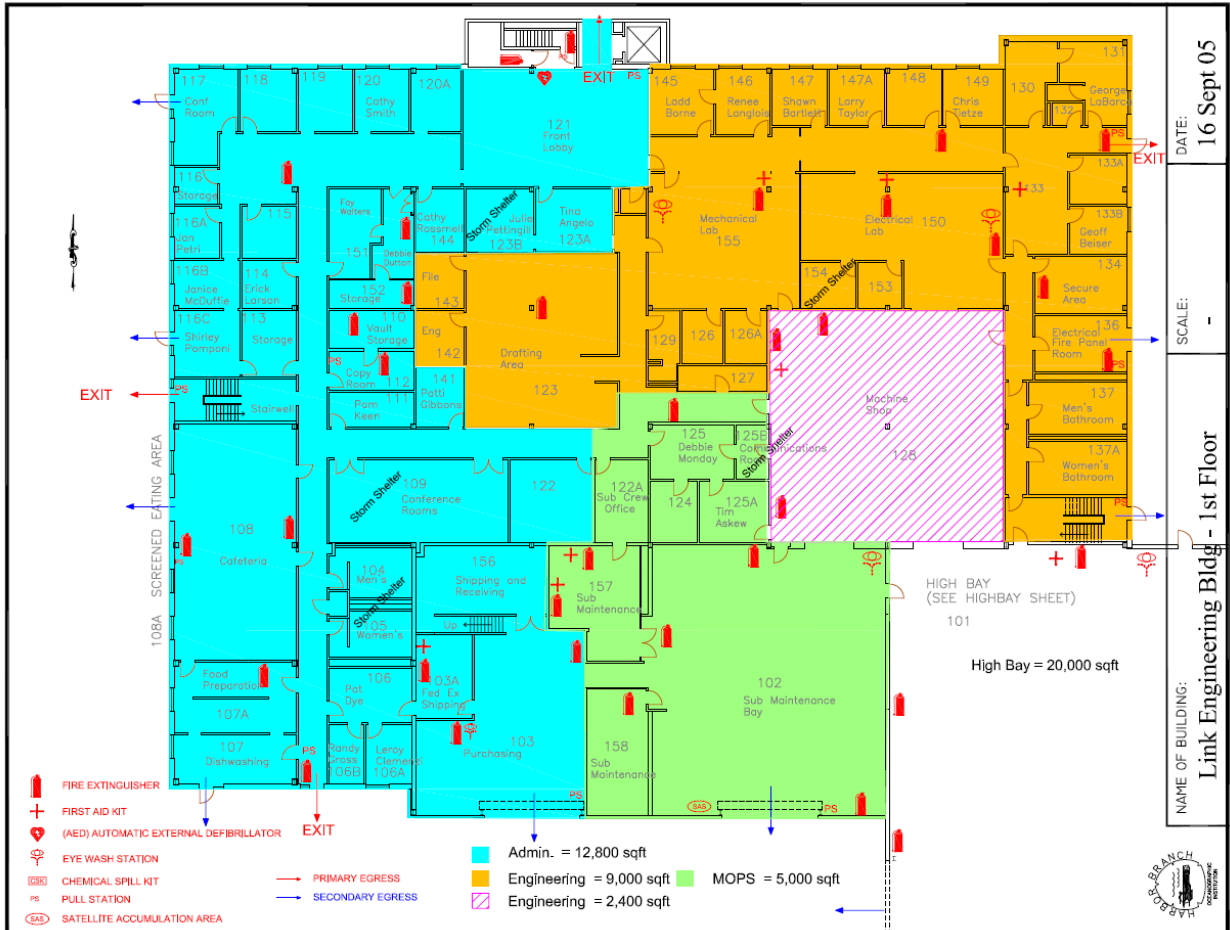 117
Conf
Room
118
119
120
Cathy
Smith
120A
EXIT
PS
121
Front
Lobby
145
Ladd
Borne
146
Renee
Langlois
147
Shawn
Bartlett
147A
Larry
Taylor
148
149
Chris
Tietze
130
131
George
LaBarca
132
PS
EXIT
133A
133
133B
Geoff
Beiser
134
Secure
Area
136
Electrical
Fire Panel
Room
PS
137
Men's
Bathroom
137A
Women's
Bathroom
PS
116
Storage
116A
Jan
Petri
115
116B
Janice
McDuffie
114
Erick
Larson
116C
Shirley
Pomponi
113
Storage
Fay
Walters
151
Debbie
Dutton
152
Storage
110
Vault
Storage
PS
Copy
Room
112
111
Pam
Keen
Cathy
Rossmell
144
Storm Shelter
Julie
Pettingill
123B
Tina
Angelo
123A
File
143
Eng
142
141
Patti
Gibbons
Drafting
Area
123
Mechanical
Lab
155
Electrical
Lab
150
154
153
Storm Shelter
129
126
126A
127
Machine
Shop
128
125
Debbie
Monday
125B
Communications
Storm Shelter
124
125A
Tim
Askew
122A
Sub Crew
Office
122
109
Conference
Rooms
Storm Shelter
EXIT
PS
Stairwell
108A SCREENED EATING AREA
108
Cafeteria
PS
104
Men's
Storm Shelter
105
Women's
156
Shipping and
Receiving
Up
157
Sub
Maintenance
102
Sub Maintenance
Bay
158
Sub
Maintenance
SAS
PS
HIGH BAY
(SEE HIGHBAY SHEET)
101
High Bay = 20,000 sqft
Food
Preparation
107A
107
Dishwashing
PS
EXIT
106
Pat
Dye
Randy
Gross
106B
Leroy
Clements
106A
103A
Fed Ex
Shipping
103
Purchasing
PS
FIRE EXTINGUISHER
FIRST AID KIT
(AED) AUTOMATIC EXTERNAL DEFIBRILLATOR
EYE WASH STATION
CSK CHEMICAL SPILL KIT
PS PULL STATION
SAS SATELLITE ACCUMULATION AREA
PRIMARY EGRESS
SECONDARY EGRESS
Admin. = 12,800 sqft
Engineering = 9,000 sqft
MOPS = 5,000 sqft
Engineering = 2,400 sqft
DATE:
16 Sept 05
SCALE:
-
NAME OF BUILDING:
Link Engineering Bldg - 1st Floor
HARBOR BRANCH
OCEANOGRAPHIC
INSTITUTION